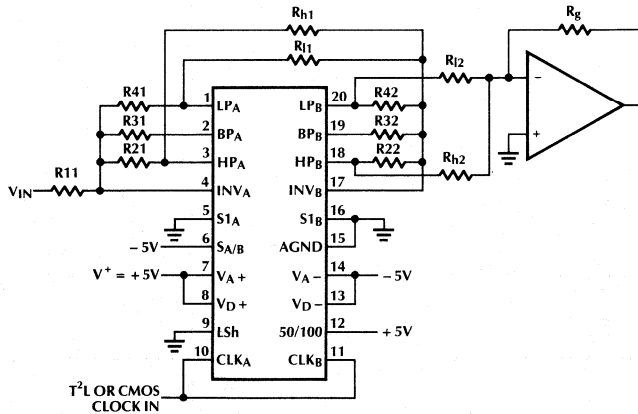 Rh1
Rl1
Rg
R41
1
LPA
LPB
20
R42
Rl2
R31
2
BPA
BPB
19
R32
−
R21
3
HPA
HPB
18
R22
+
VIN
R11
4
INVA
INVB
17
Rh2
5
S1A
S1B
16
− 5V
6
SA/B
AGND
15
V+ = + 5V
7
VA +
VA −
14
− 5V
8
VD +
VD −
13
9
LSh
50/100
12
+ 5V
10
CLKA
CLKB
11
T2L OR CMOS
CLOCK IN